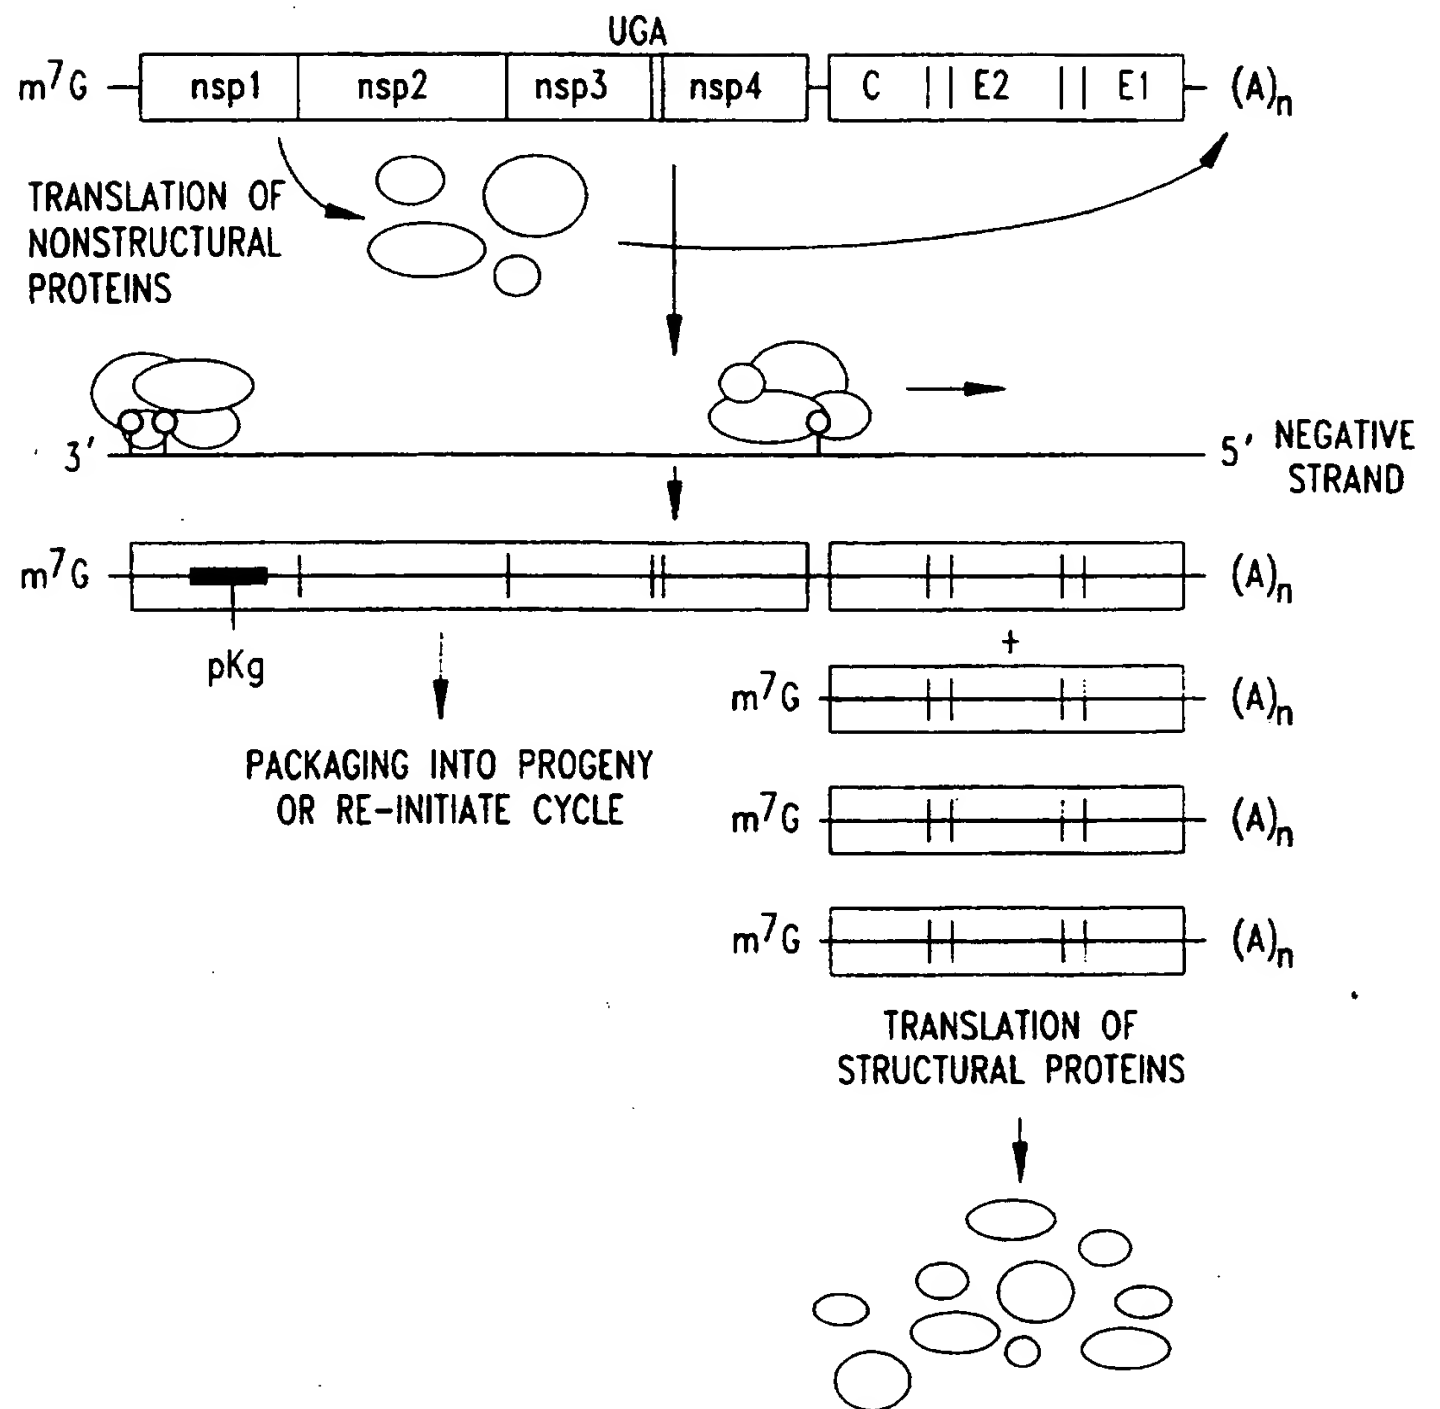 UGA
m⁷G nsp1 nsp2 nsp3 nsp4 C E2 E1 (A)n
TRANSLATION OF
NONSTRUCTURAL
PROTEINS
3′ 5′ NEGATIVE
STRAND
m⁷G (A)n
pKg
+
m⁷G (A)n
PACKAGING INTO PROGENY
OR RE-INITIATE CYCLE
m⁷G (A)n
m⁷G (A)n
TRANSLATION OF
STRUCTURAL PROTEINS